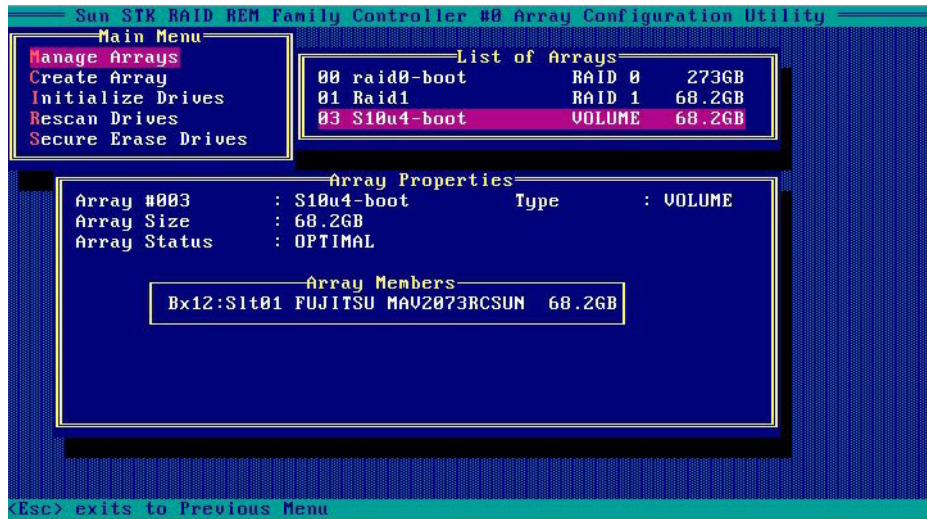 Sun STK RAID REM Family Controller #0 Array Configuration Utility
Main Menu
Manage Arrays
Create Array
Initialize Drives
Rescan Drives
Secure Erase Drives
List of Arrays
00 raid0-boot RAID 0 273GB
01 Raid1 RAID 1 68.2GB
03 S10u4-boot VOLUME 68.2GB
Array Properties
Array #003 : S10u4-boot Type : VOLUME
Array Size : 68.2GB
Array Status : OPTIMAL
Array Members
Bx12:Slt01 FUJITSU MAV2073RCSUN 68.2GB
<Esc> exits to Previous Menu